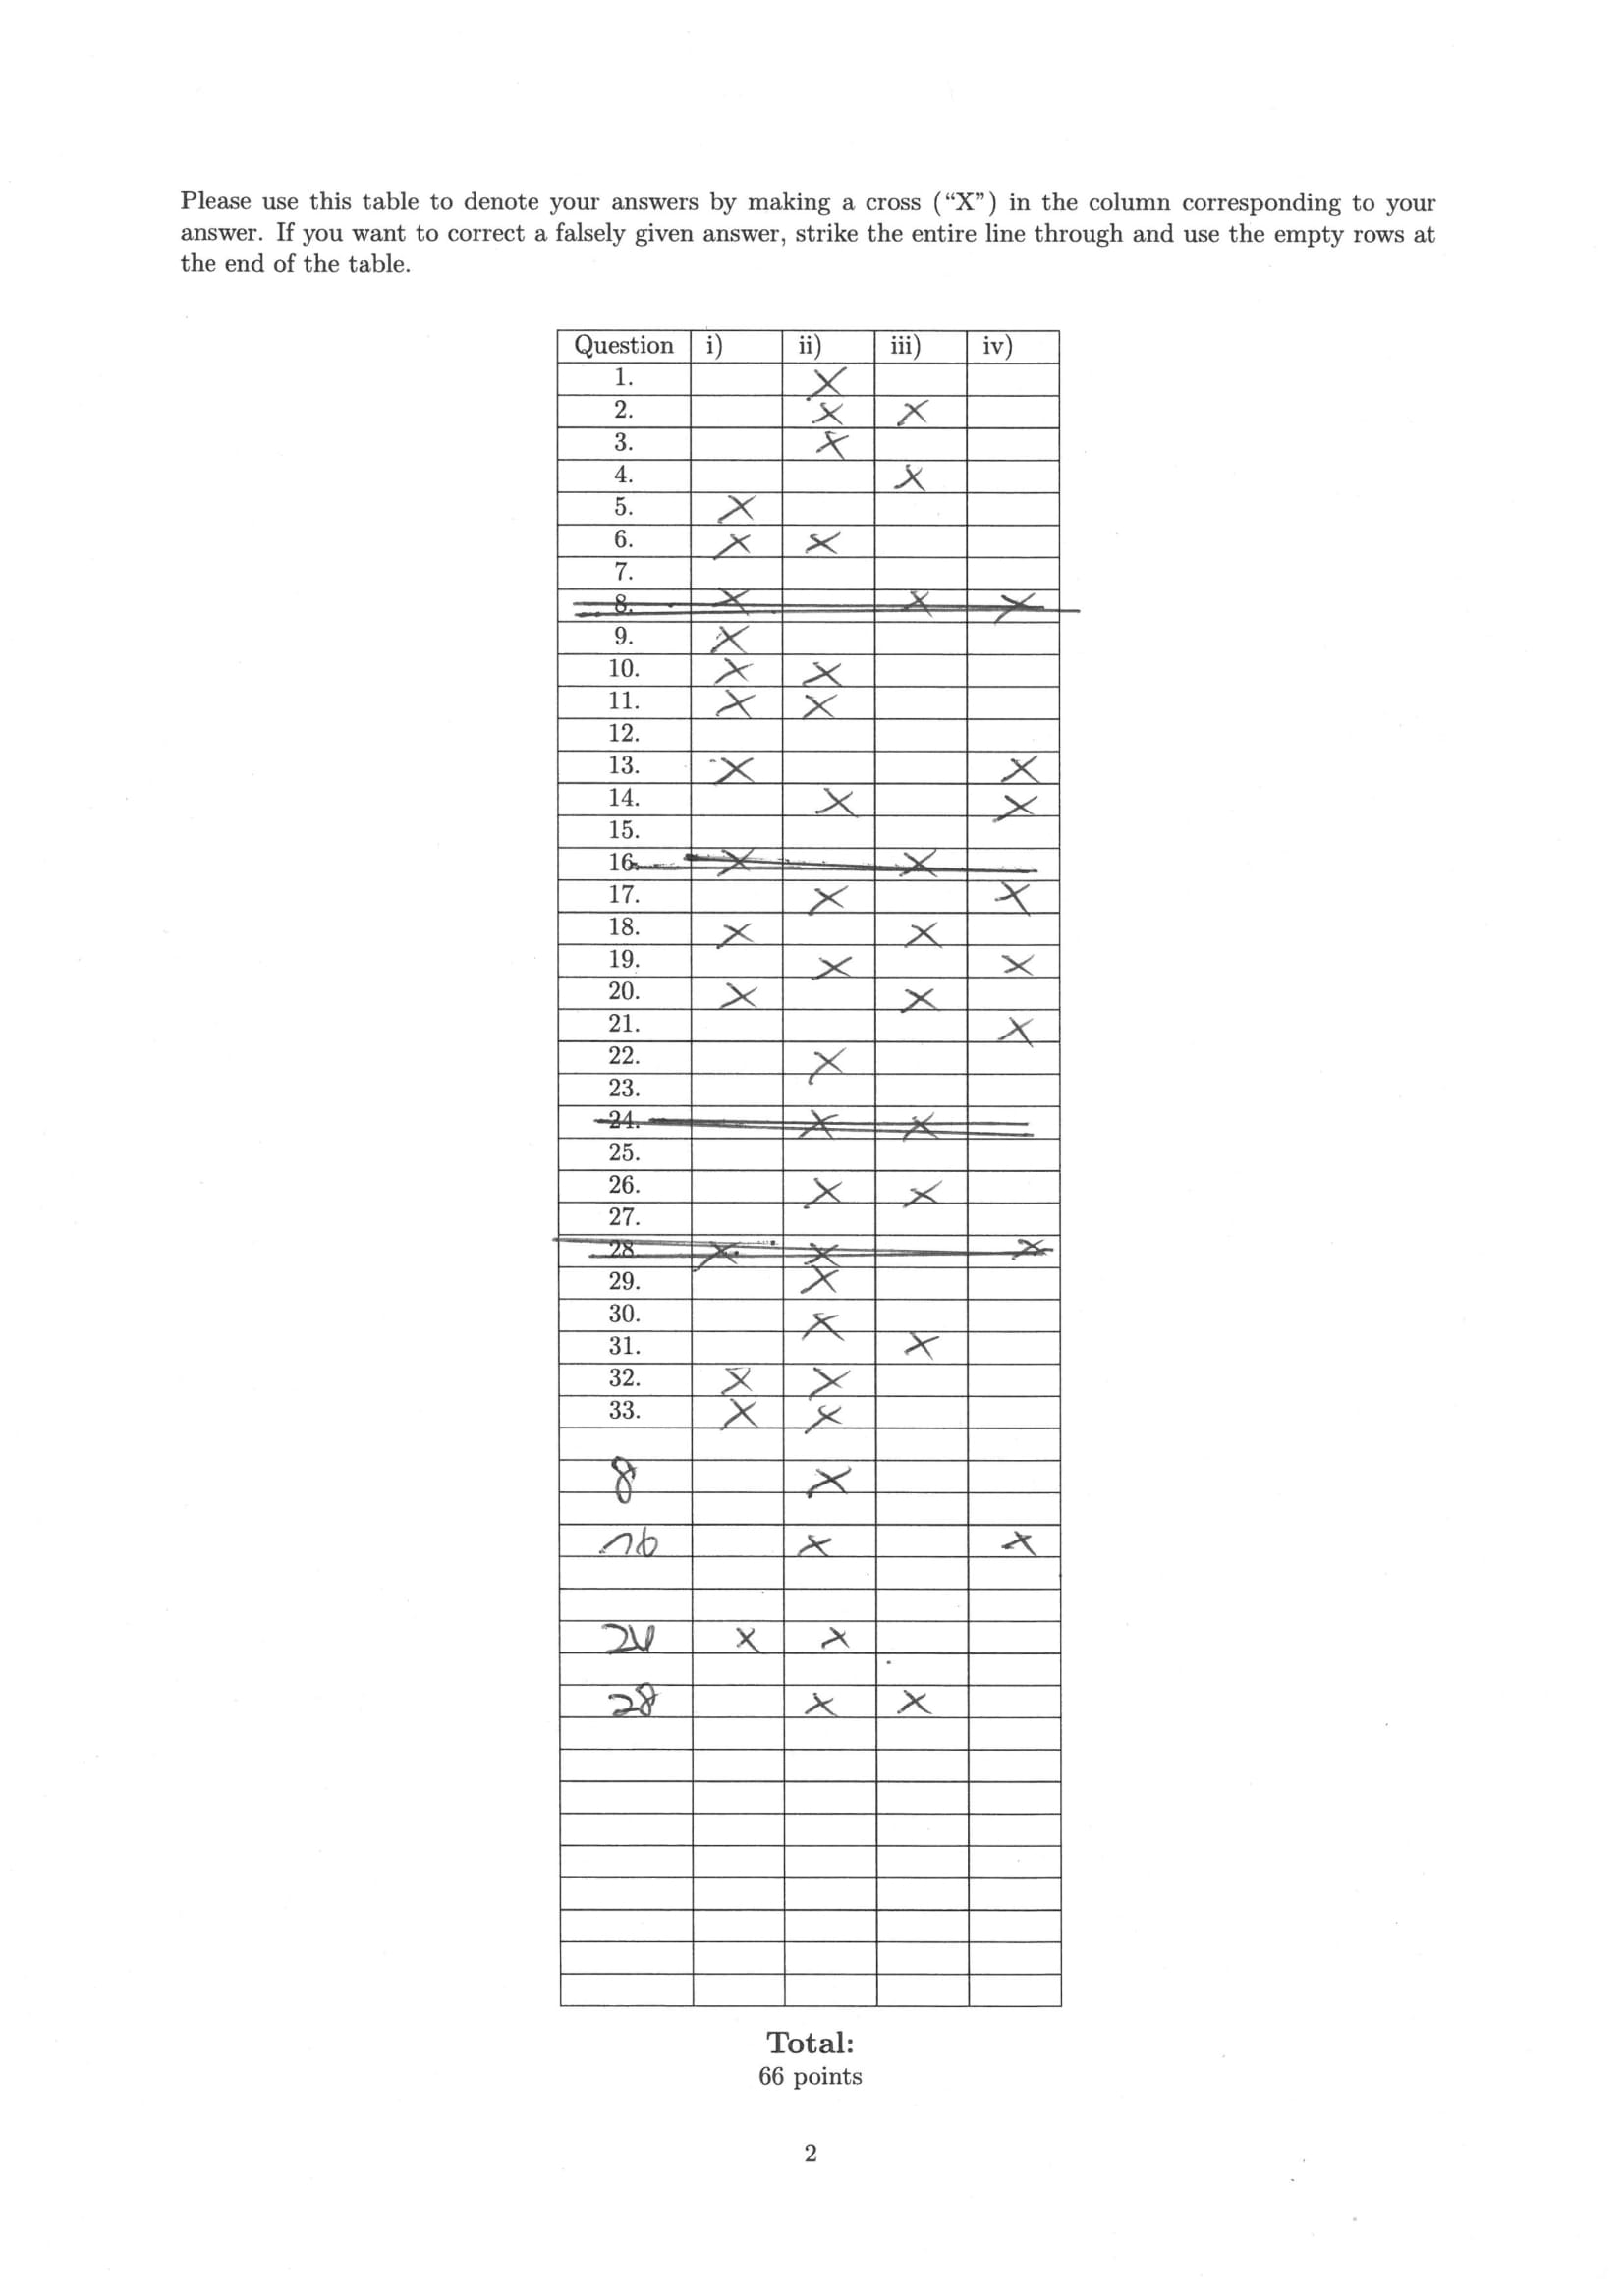 Please use this table to denote your answers by making a cross (“X”) in the column corresponding to your
answer. If you want to correct a falsely given answer, strike the entire line through and use the empty rows at
the end of the table.
Question i) ii) iii) iv)
1. X
2. X X
3. X
4. X
5. X
6. X X
7.
8. X X X
9. X
10. X X
11. X X
12.
13. X X
14. X X
15.
16. X X
17. X X
18. X X
19. X X
20. X X
21. X
22. X
23.
24. X X
25.
26. X X
27.
28 X X X
29. X
30. X
31. X
32. X X
33. X X
8 X
16 X X
24 X X
28 X X
Total:
66 points
2